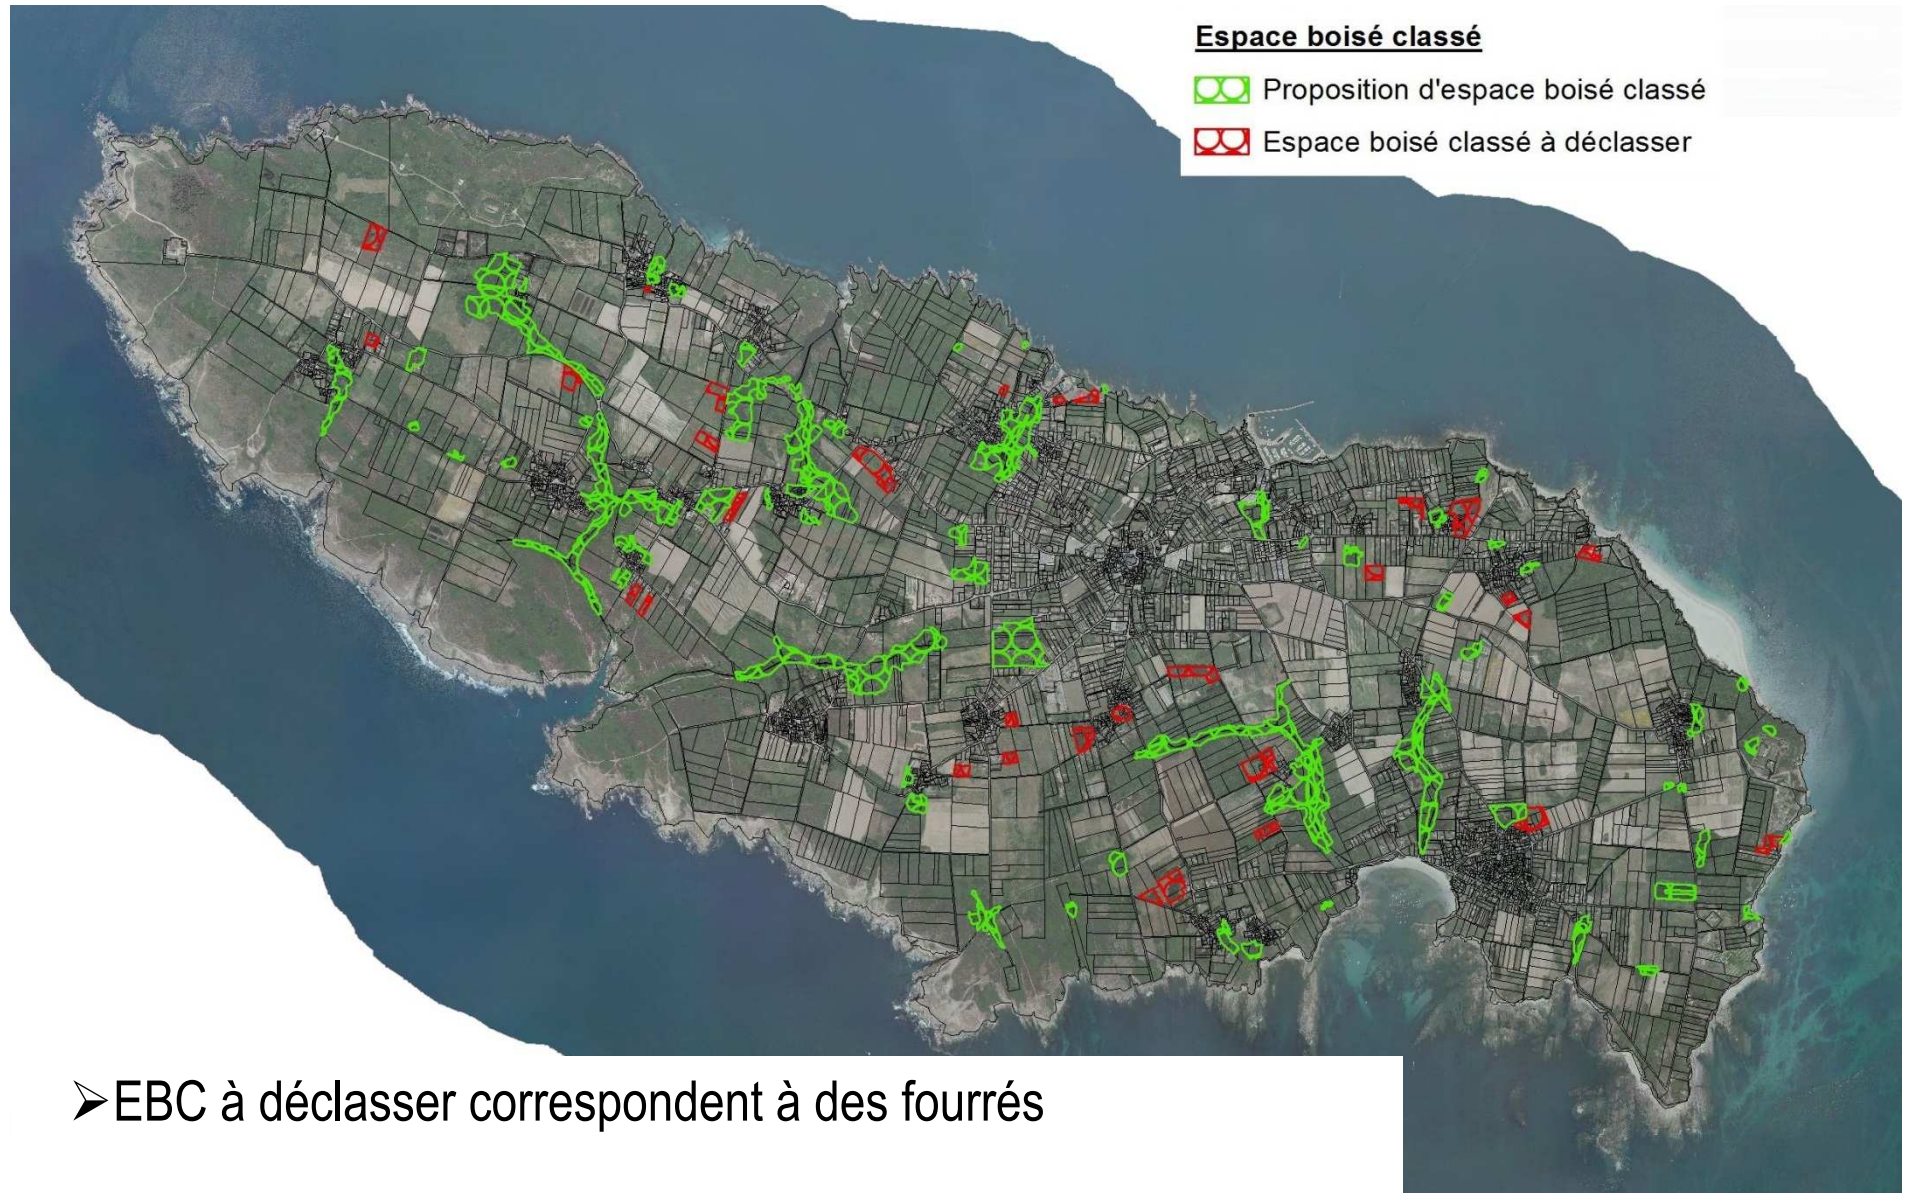 Espace boisé classé
Proposition d'espace boisé classé
Espace boisé classé à déclasser
➢EBC à déclasser correspondent à des fourrés